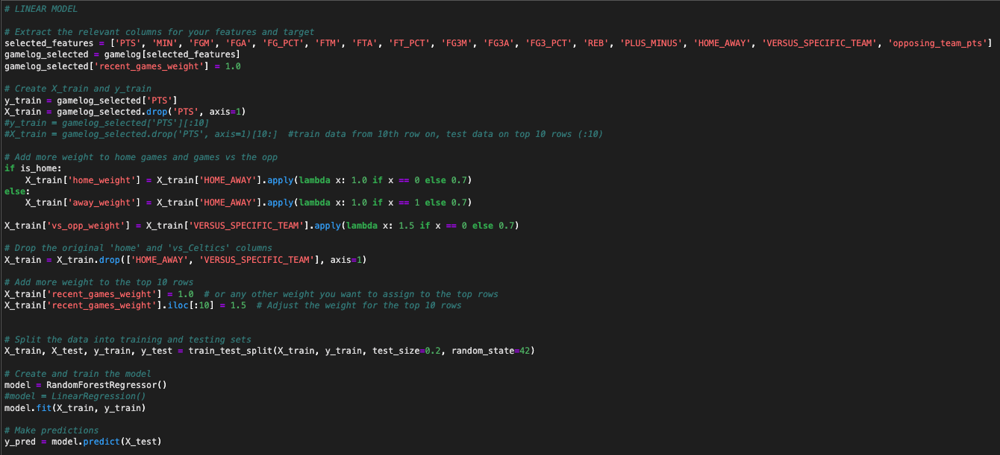 # LINEAR MODEL
# Extract the relevant columns for your features and target
selected_features = ['PTS', 'MIN', 'FGM', 'FGA', 'FG_PCT', 'FTM', 'FTA', 'FT_PCT', 'FG3M', 'FG3A', 'FG3_PCT', 'REB', 'PLUS_MINUS', 'HOME_AWAY', 'VERSUS_SPECIFIC_TEAM', 'opposing_team_pts']
gamelog_selected = gamelog[selected_features]
gamelog_selected['recent_games_weight'] = 1.0
# Create X_train and y_train
y_train = gamelog_selected['PTS']
X_train = gamelog_selected.drop('PTS', axis=1)
#y_train = gamelog_selected['PTS'][:10]
#X_train = gamelog_selected.drop('PTS', axis=1)[10:]  #train data from 10th row on, test data on top 10 rows (:10)
# Add more weight to home games and games vs the opp
if is_home:
    X_train['home_weight'] = X_train['HOME_AWAY'].apply(lambda x: 1.0 if x == 0 else 0.7)
else:
    X_train['away_weight'] = X_train['HOME_AWAY'].apply(lambda x: 1.0 if x == 1 else 0.7)
X_train['vs_opp_weight'] = X_train['VERSUS_SPECIFIC_TEAM'].apply(lambda x: 1.5 if x == 0 else 0.7)
# Drop the original 'home' and 'vs_Celtics' columns
X_train = X_train.drop(['HOME_AWAY', 'VERSUS_SPECIFIC_TEAM'], axis=1)
# Add more weight to the top 10 rows
X_train['recent_games_weight'] = 1.0  # or any other weight you want to assign to the top rows
X_train['recent_games_weight'].iloc[:10] = 1.5  # Adjust the weight for the top 10 rows
# Split the data into training and testing sets
X_train, X_test, y_train, y_test = train_test_split(X_train, y_train, test_size=0.2, random_state=42)
# Create and train the model
model = RandomForestRegressor()
#model = LinearRegression()
model.fit(X_train, y_train)
# Make predictions
y_pred = model.predict(X_test)